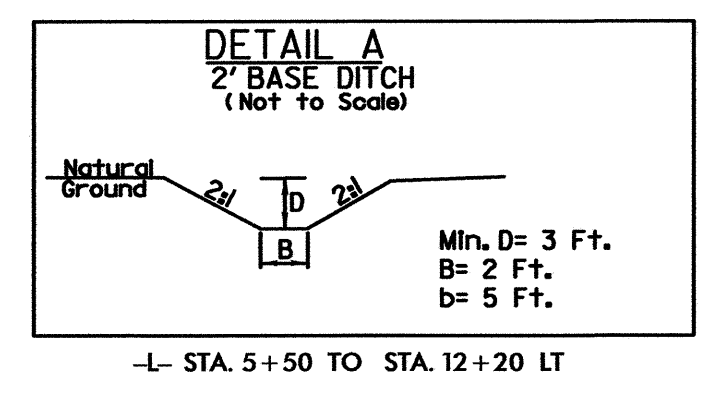 DETAIL A
2' BASE DITCH
(Not to Scale)
Natural
Ground
2:1
D
2:1
B
Min. D= 3 Ft.
B= 2 Ft.
b= 5 Ft.
-L- STA. 5+50 TO STA. 12+20 LT